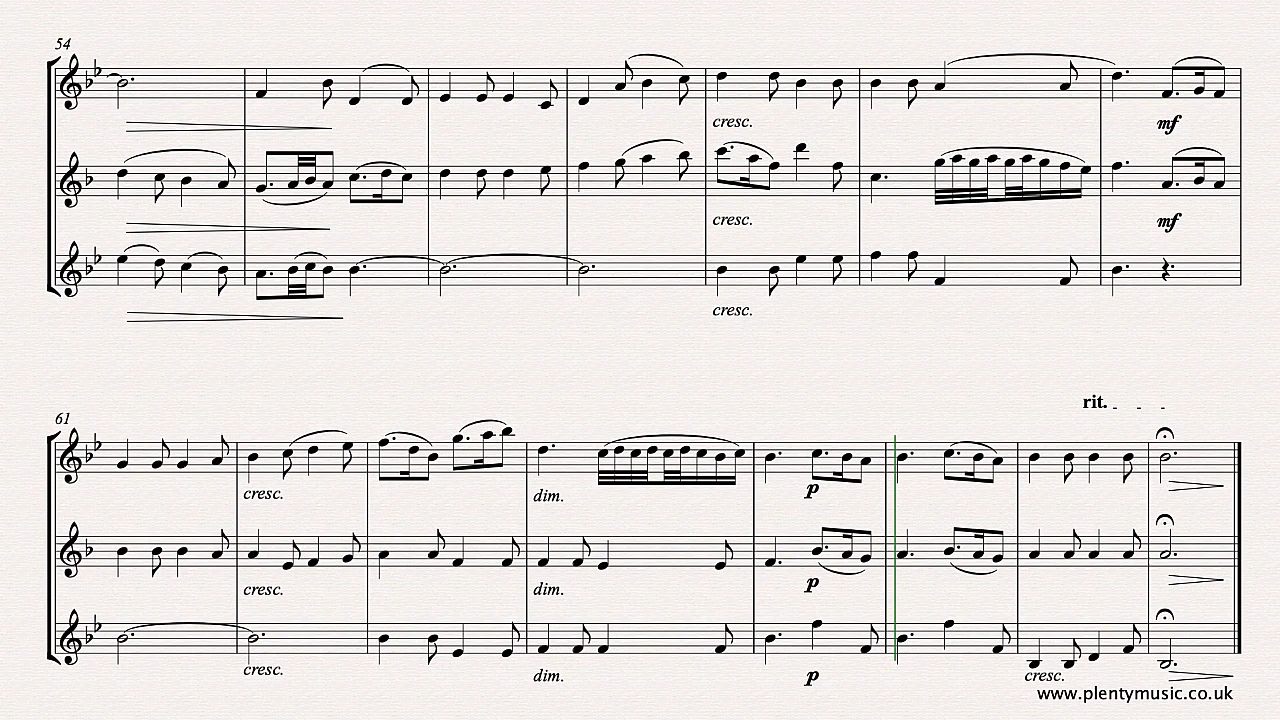 54
cresc.
mf
cresc.
mf
cresc.
rit. - - -
61
cresc.
dim.
p
cresc.
dim.
p
cresc.
dim.
p
cresc.
www.plentymusic.co.uk